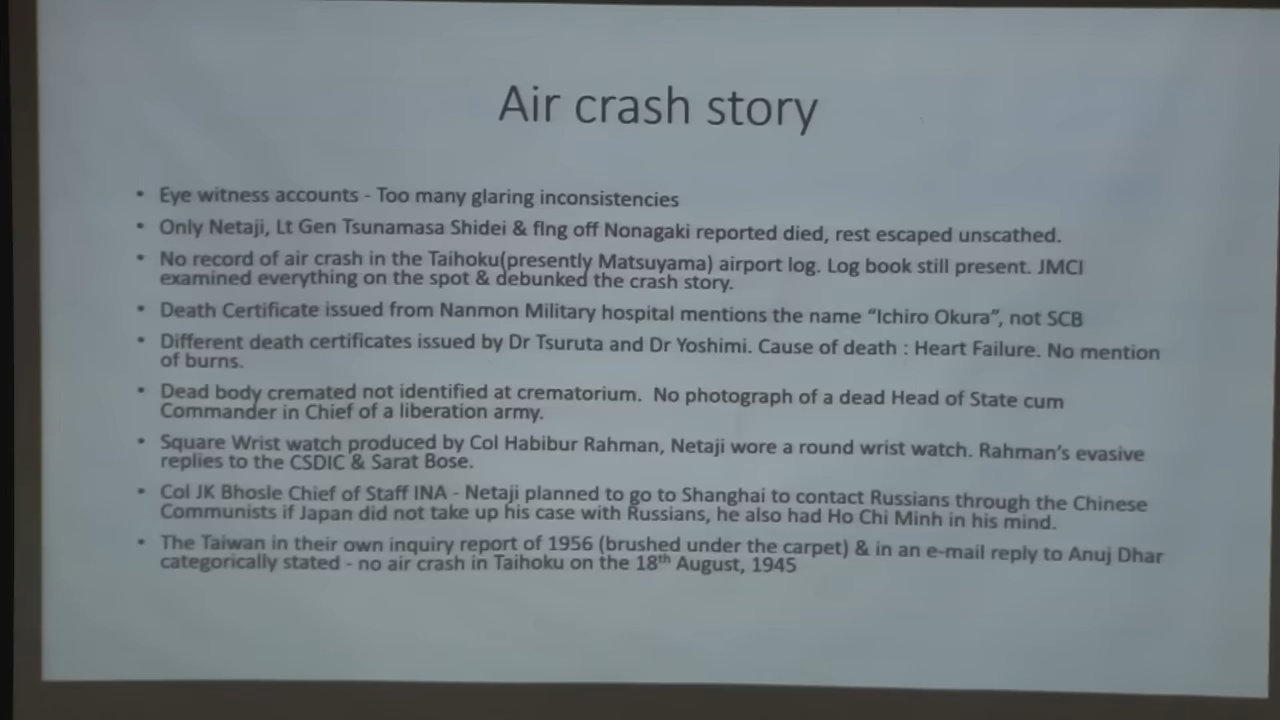 Air crash story
• Eye witness accounts - Too many glaring inconsistencies
• Only Netaji, Lt Gen Tsunamasa Shidei & flng off Nonagaki reported died, rest escaped unscathed.
• No record of air crash in the Taihoku(presently Matsuyama) airport log. Log book still present. JMCI
examined everything on the spot & debunked the crash story.
• Death Certificate issued from Nanmon Military hospital mentions the name “Ichiro Okura”, not SCB
• Different death certificates issued by Dr Tsuruta and Dr Yoshimi. Cause of death : Heart Failure. No mention
of burns.
• Dead body cremated not identified at crematorium. No photograph of a dead Head of State cum
Commander in Chief of a liberation army.
• Square Wrist watch produced by Col Habibur Rahman, Netaji wore a round wrist watch. Rahman’s evasive
replies to the CSDIC & Sarat Bose.
• Col JK Bhosle Chief of Staff INA - Netaji planned to go to Shanghai to contact Russians through the Chinese
Communists if Japan did not take up his case with Russians, he also had Ho Chi Minh in his mind.
• The Taiwan in their own inquiry report of 1956 (brushed under the carpet) & in an e-mail reply to Anuj Dhar
categorically stated - no air crash in Taihoku on the 18th August, 1945